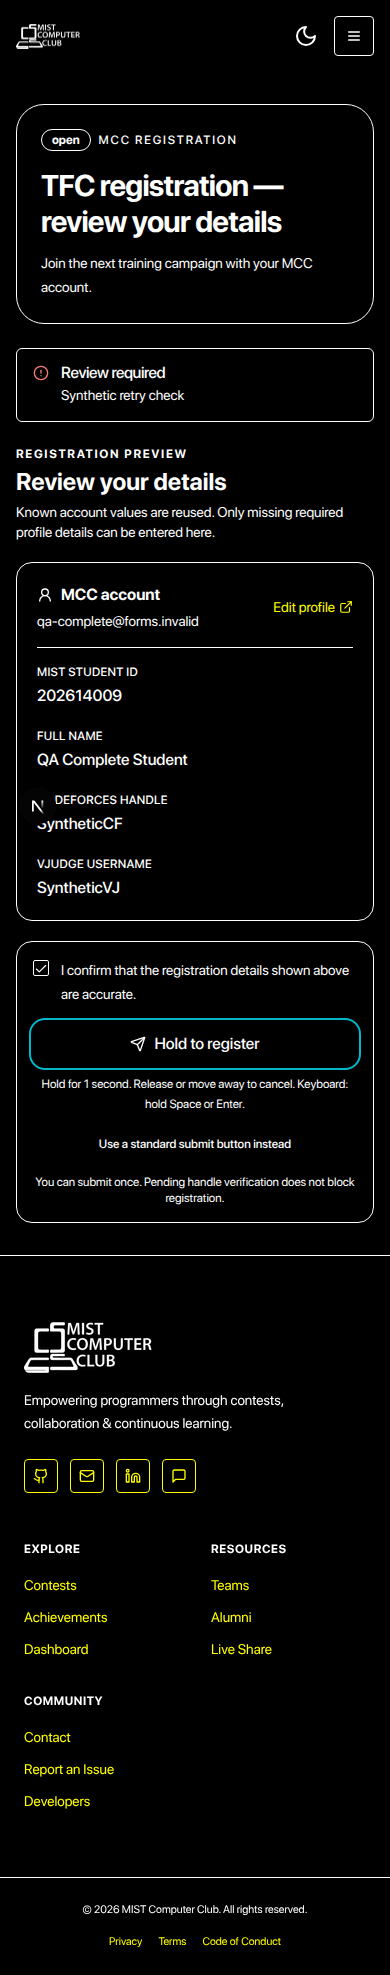 MIST
COMPUTER
CLUB
open MCC REGISTRATION
TFC registration —
review your details
Join the next training campaign with your MCC
account.
Review required
Synthetic retry check
REGISTRATION PREVIEW
Review your details
Known account values are reused. Only missing required
profile details can be entered here.
MCC account
qa-complete@forms.invalid
Edit profile
MIST STUDENT ID
202614009
FULL NAME
QA Complete Student
N DEFORCES HANDLE
SyntheticCF
VJUDGE USERNAME
SyntheticVJ
I confirm that the registration details shown above
are accurate.
Hold to register
Hold for 1 second. Release or move away to cancel. Keyboard:
hold Space or Enter.
Use a standard submit button instead
You can submit once. Pending handle verification does not block
registration.
MIST
COMPUTER
CLUB
Empowering programmers through contests,
collaboration & continuous learning.
EXPLORE
Contests
Achievements
Dashboard
RESOURCES
Teams
Alumni
Live Share
COMMUNITY
Contact
Report an Issue
Developers
© 2026 MIST Computer Club. All rights reserved.
Privacy Terms Code of Conduct